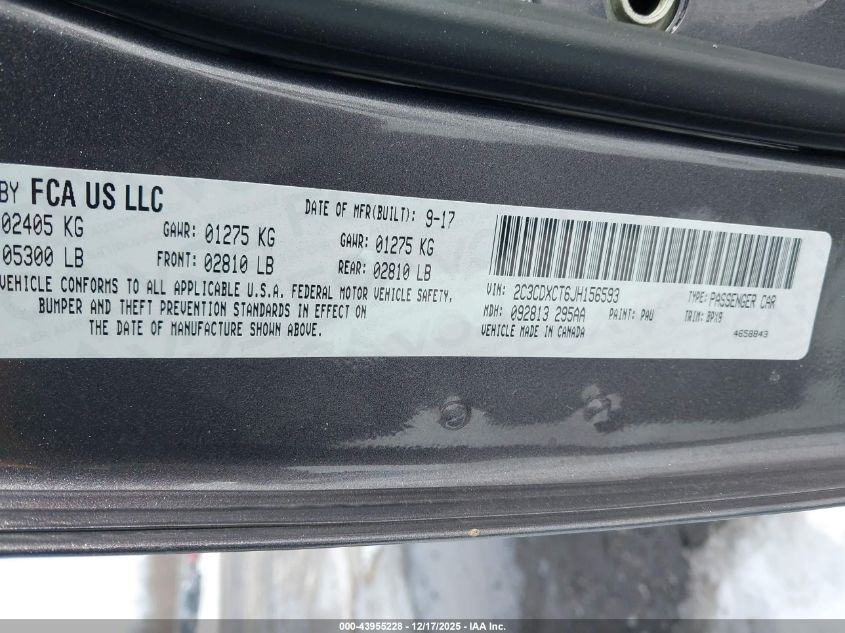 BY FCA US LLC
DATE OF MFR(BUILT): 9-17
02405 KG GAWR: 01275 KG GAWR: 01275 KG
05300 LB FRONT: 02810 LB REAR: 02810 LB
VEHICLE CONFORMS TO ALL APPLICABLE U.S.A. FEDERAL MOTOR VEHICLE SAFETY,
BUMPER AND THEFT PREVENTION STANDARDS IN EFFECT ON
THE DATE OF MANUFACTURE SHOWN ABOVE.
VIN: 2C3CDXCT6JH156593 TYPE: PASSENGER CAR
MDH: 092813 295AA PAINT: PAU TRIM: BPX9
VEHICLE MADE IN CANADA 4658843
000-43955228 | 12/17/2025 - IAA Inc.